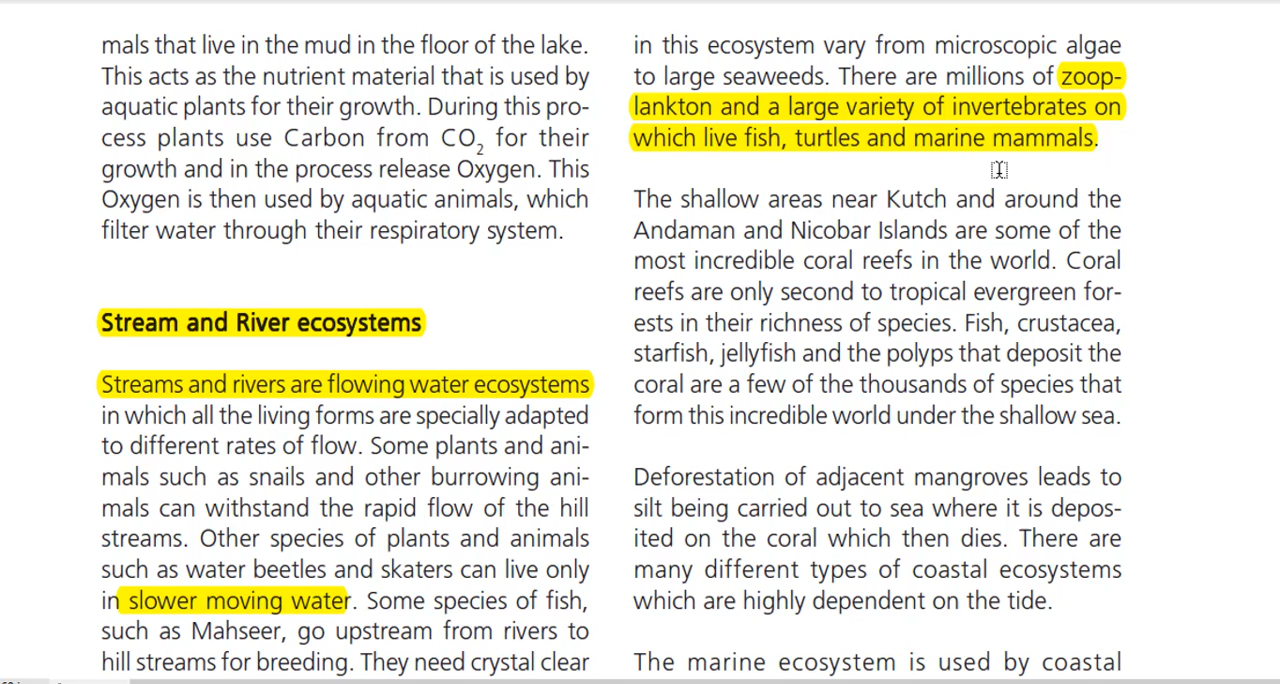 mals that live in the mud in the floor of the lake.
This acts as the nutrient material that is used by
aquatic plants for their growth. During this pro-
cess plants use Carbon from CO₂ for their
growth and in the process release Oxygen. This
Oxygen is then used by aquatic animals, which
filter water through their respiratory system.
Stream and River ecosystems
Streams and rivers are flowing water ecosystems
in which all the living forms are specially adapted
to different rates of flow. Some plants and ani-
mals such as snails and other burrowing ani-
mals can withstand the rapid flow of the hill
streams. Other species of plants and animals
such as water beetles and skaters can live only
in slower moving water. Some species of fish,
such as Mahseer, go upstream from rivers to
hill streams for breeding. They need crystal clear
in this ecosystem vary from microscopic algae
to large seaweeds. There are millions of zoop-
lankton and a large variety of invertebrates on
which live fish, turtles and marine mammals.
The shallow areas near Kutch and around the
Andaman and Nicobar Islands are some of the
most incredible coral reefs in the world. Coral
reefs are only second to tropical evergreen for-
ests in their richness of species. Fish, crustacea,
starfish, jellyfish and the polyps that deposit the
coral are a few of the thousands of species that
form this incredible world under the shallow sea.
Deforestation of adjacent mangroves leads to
silt being carried out to sea where it is depos-
ited on the coral which then dies. There are
many different types of coastal ecosystems
which are highly dependent on the tide.
The marine ecosystem is used by coastal